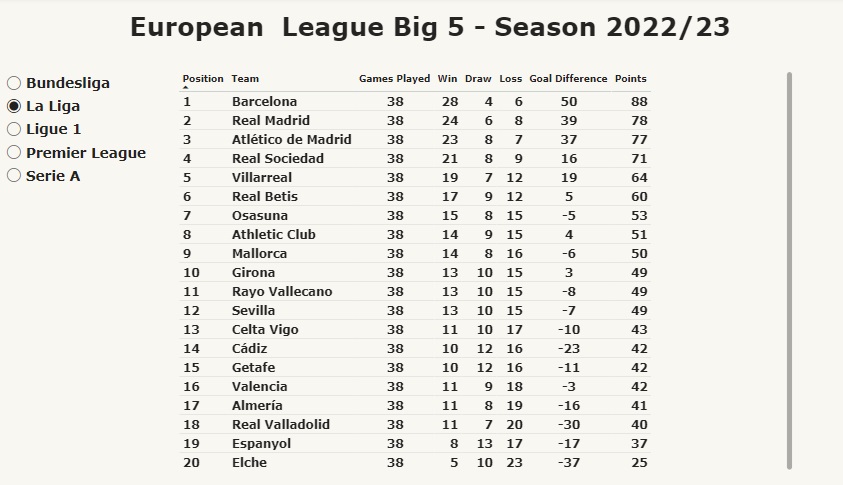 European League Big 5 - Season 2022/23
Bundesliga
La Liga
Ligue 1
Premier League
Serie A
Position Team Games Played Win Draw Loss Goal Difference Points
1 Barcelona 38 28 4 6 50 88
2 Real Madrid 38 24 6 8 39 78
3 Atlético de Madrid 38 23 8 7 37 77
4 Real Sociedad 38 21 8 9 16 71
5 Villarreal 38 19 7 12 19 64
6 Real Betis 38 17 9 12 5 60
7 Osasuna 38 15 8 15 -5 53
8 Athletic Club 38 14 9 15 4 51
9 Mallorca 38 14 8 16 -6 50
10 Girona 38 13 10 15 3 49
11 Rayo Vallecano 38 13 10 15 -8 49
12 Sevilla 38 13 10 15 -7 49
13 Celta Vigo 38 11 10 17 -10 43
14 Cádiz 38 10 12 16 -23 42
15 Getafe 38 10 12 16 -11 42
16 Valencia 38 11 9 18 -3 42
17 Almería 38 11 8 19 -16 41
18 Real Valladolid 38 11 7 20 -30 40
19 Espanyol 38 8 13 17 -17 37
20 Elche 38 5 10 23 -37 25